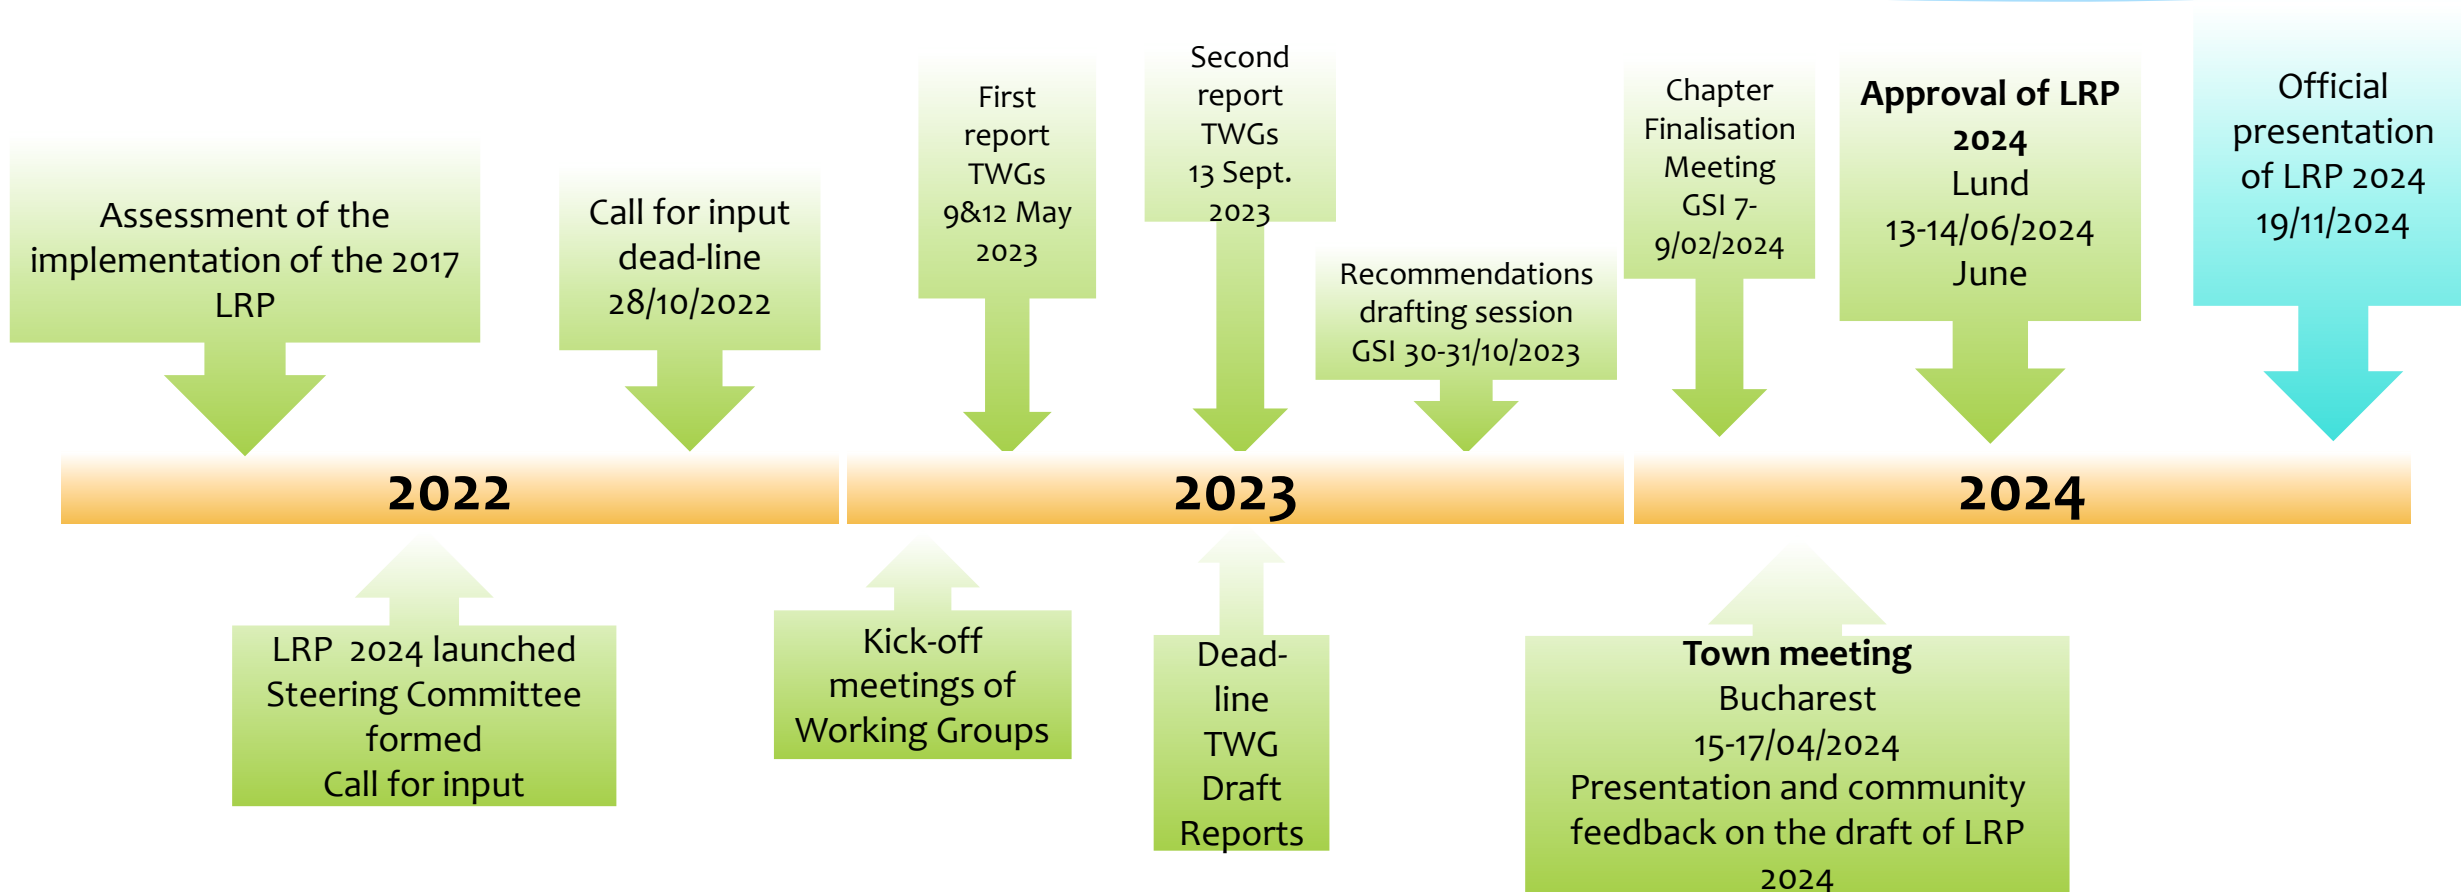 Assessment of the
implementation of the 2017
LRP
Call for input
dead-line
28/10/2022
First
report
TWGs
9&12 May
2023
Second
report
TWGs
13 Sept.
2023
Recommendations
drafting session
GSI 30-31/10/2023
Chapter
Finalisation
Meeting
GSI 7-
9/02/2024
Approval of LRP
2024
Lund
13-14/06/2024
June
Official
presentation
of LRP 2024
19/11/2024
2022
2023
2024
LRP 2024 launched
Steering Committee
formed
Call for input
Kick-off
meetings of
Working Groups
Dead-
line
TWG
Draft
Reports
Town meeting
Bucharest
15-17/04/2024
Presentation and community
feedback on the draft of LRP
2024